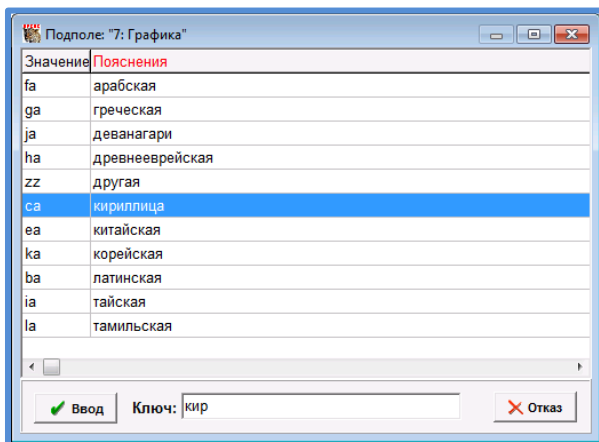 Подполе: "7: Графика"
Значение Пояснения
fa арабская
ga греческая
ja деванагари
ha древнееврейская
zz другая
ca кириллица
ea китайская
ka корейская
ba латинская
ia тайская
la тамильская
Ввод Ключ: кир Отказ